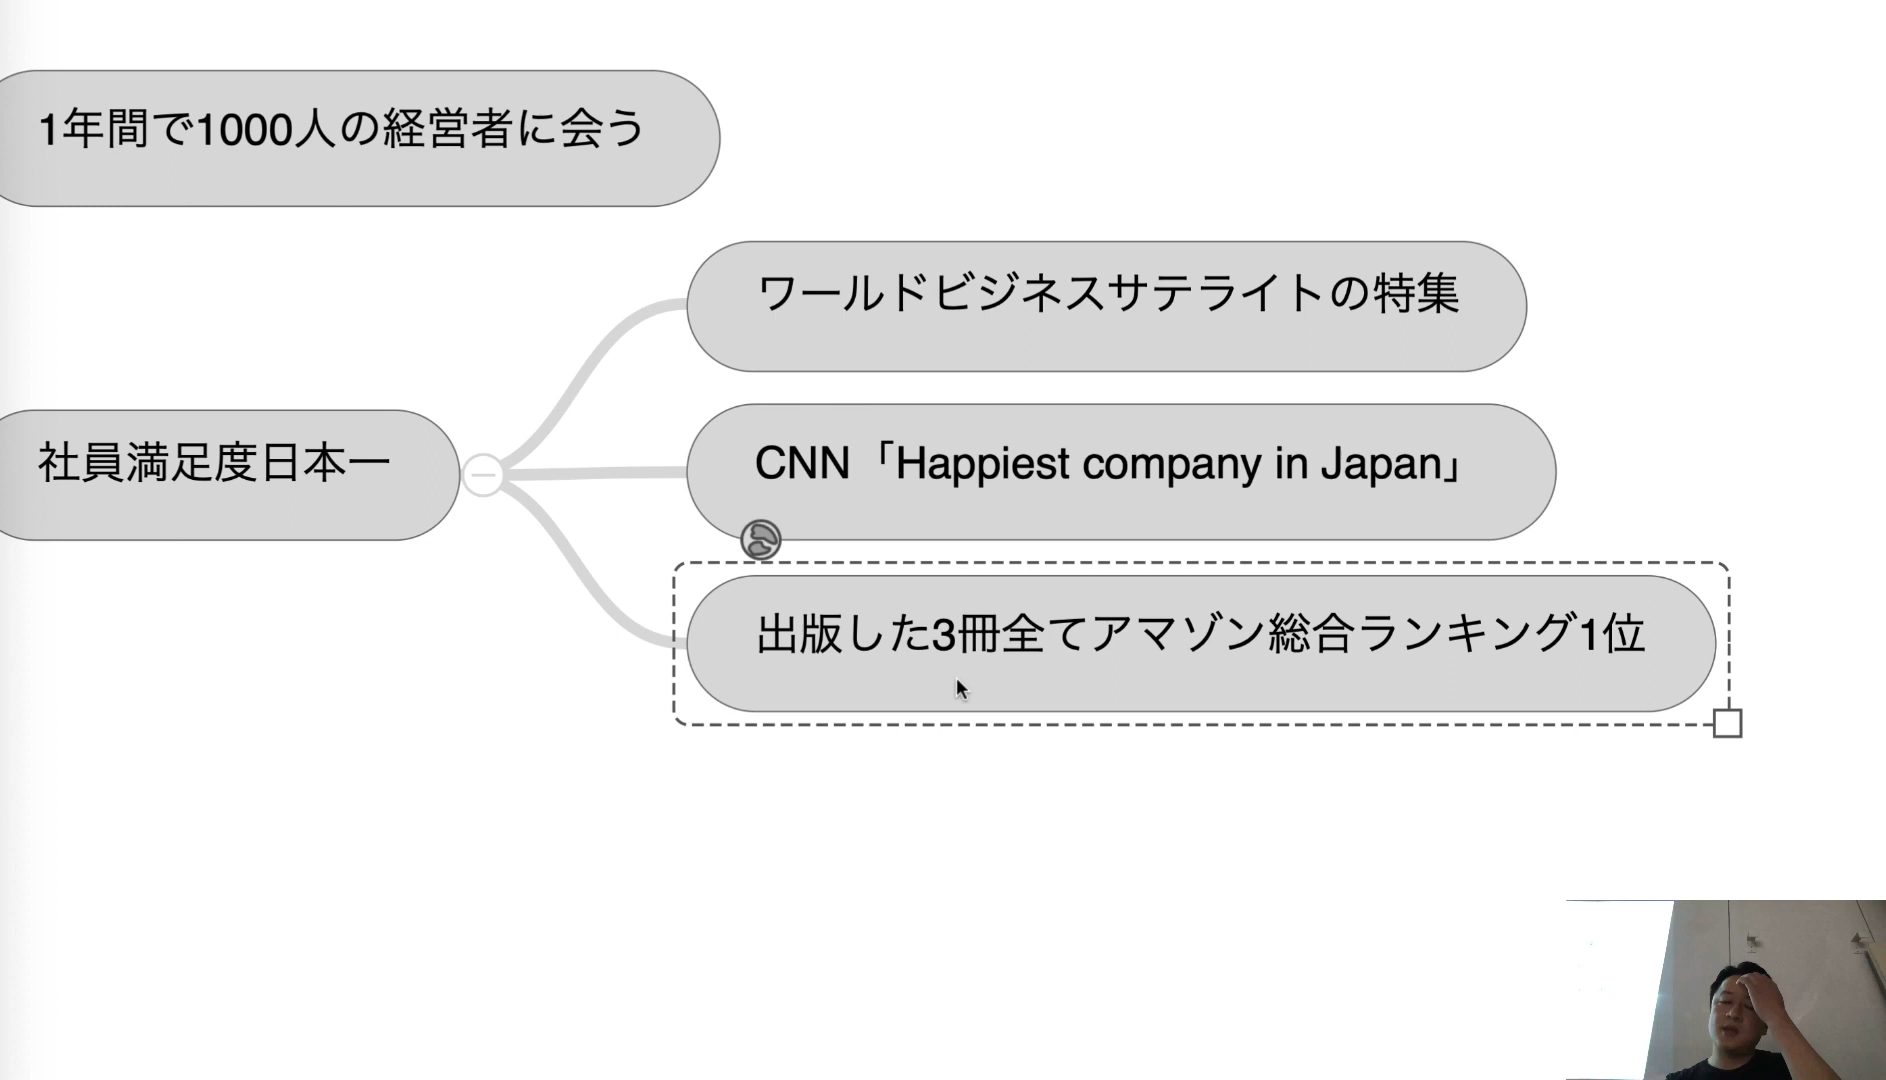 1年間で1000人の経営者に会う
ワールドビジネスサテライトの特集
社員満足度日本一
CNN「Happiest company in Japan」
出版した3冊全てアマゾン総合ランキング1位